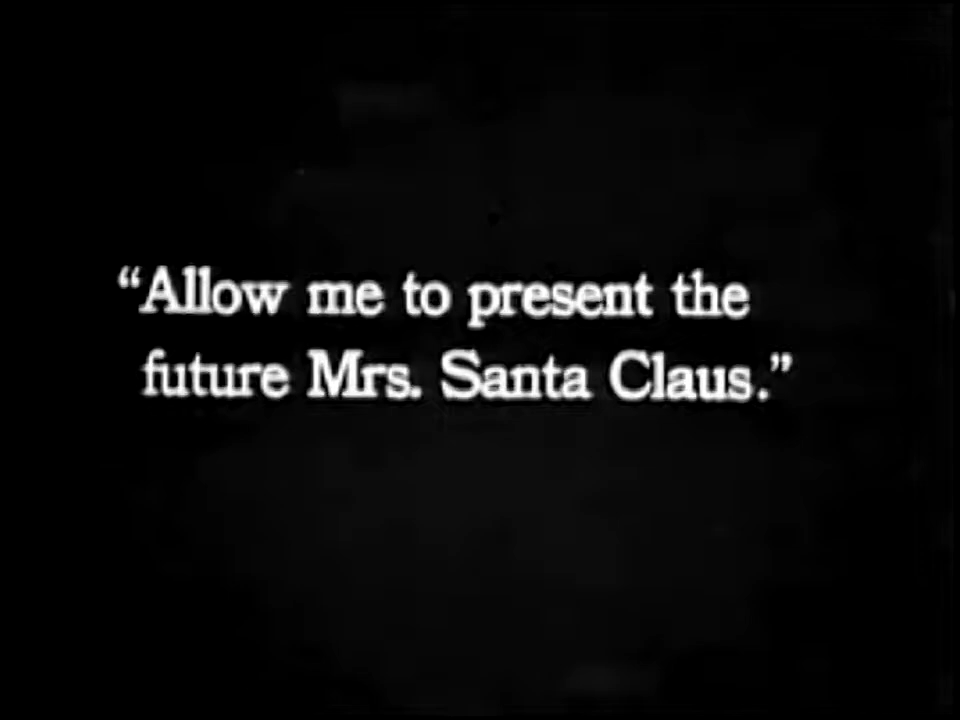 “Allow me to present the
future Mrs. Santa Claus.”